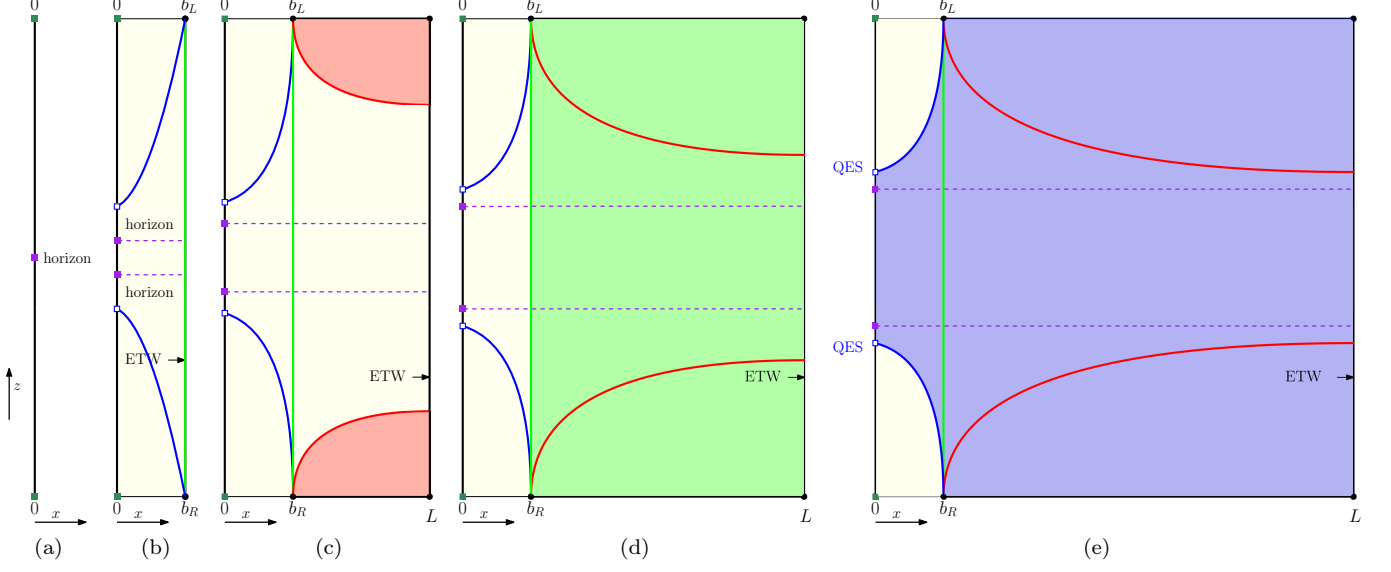 0
horizon
0
x
z
(a)
0
b_L
horizon
horizon
ETW
0
b_R
x
(b)
0
b_L
ETW
0
b_R
L
x
(c)
0
b_L
ETW
0
b_R
L
x
(d)
0
b_L
QES
QES
ETW
0
b_R
L
x
(e)